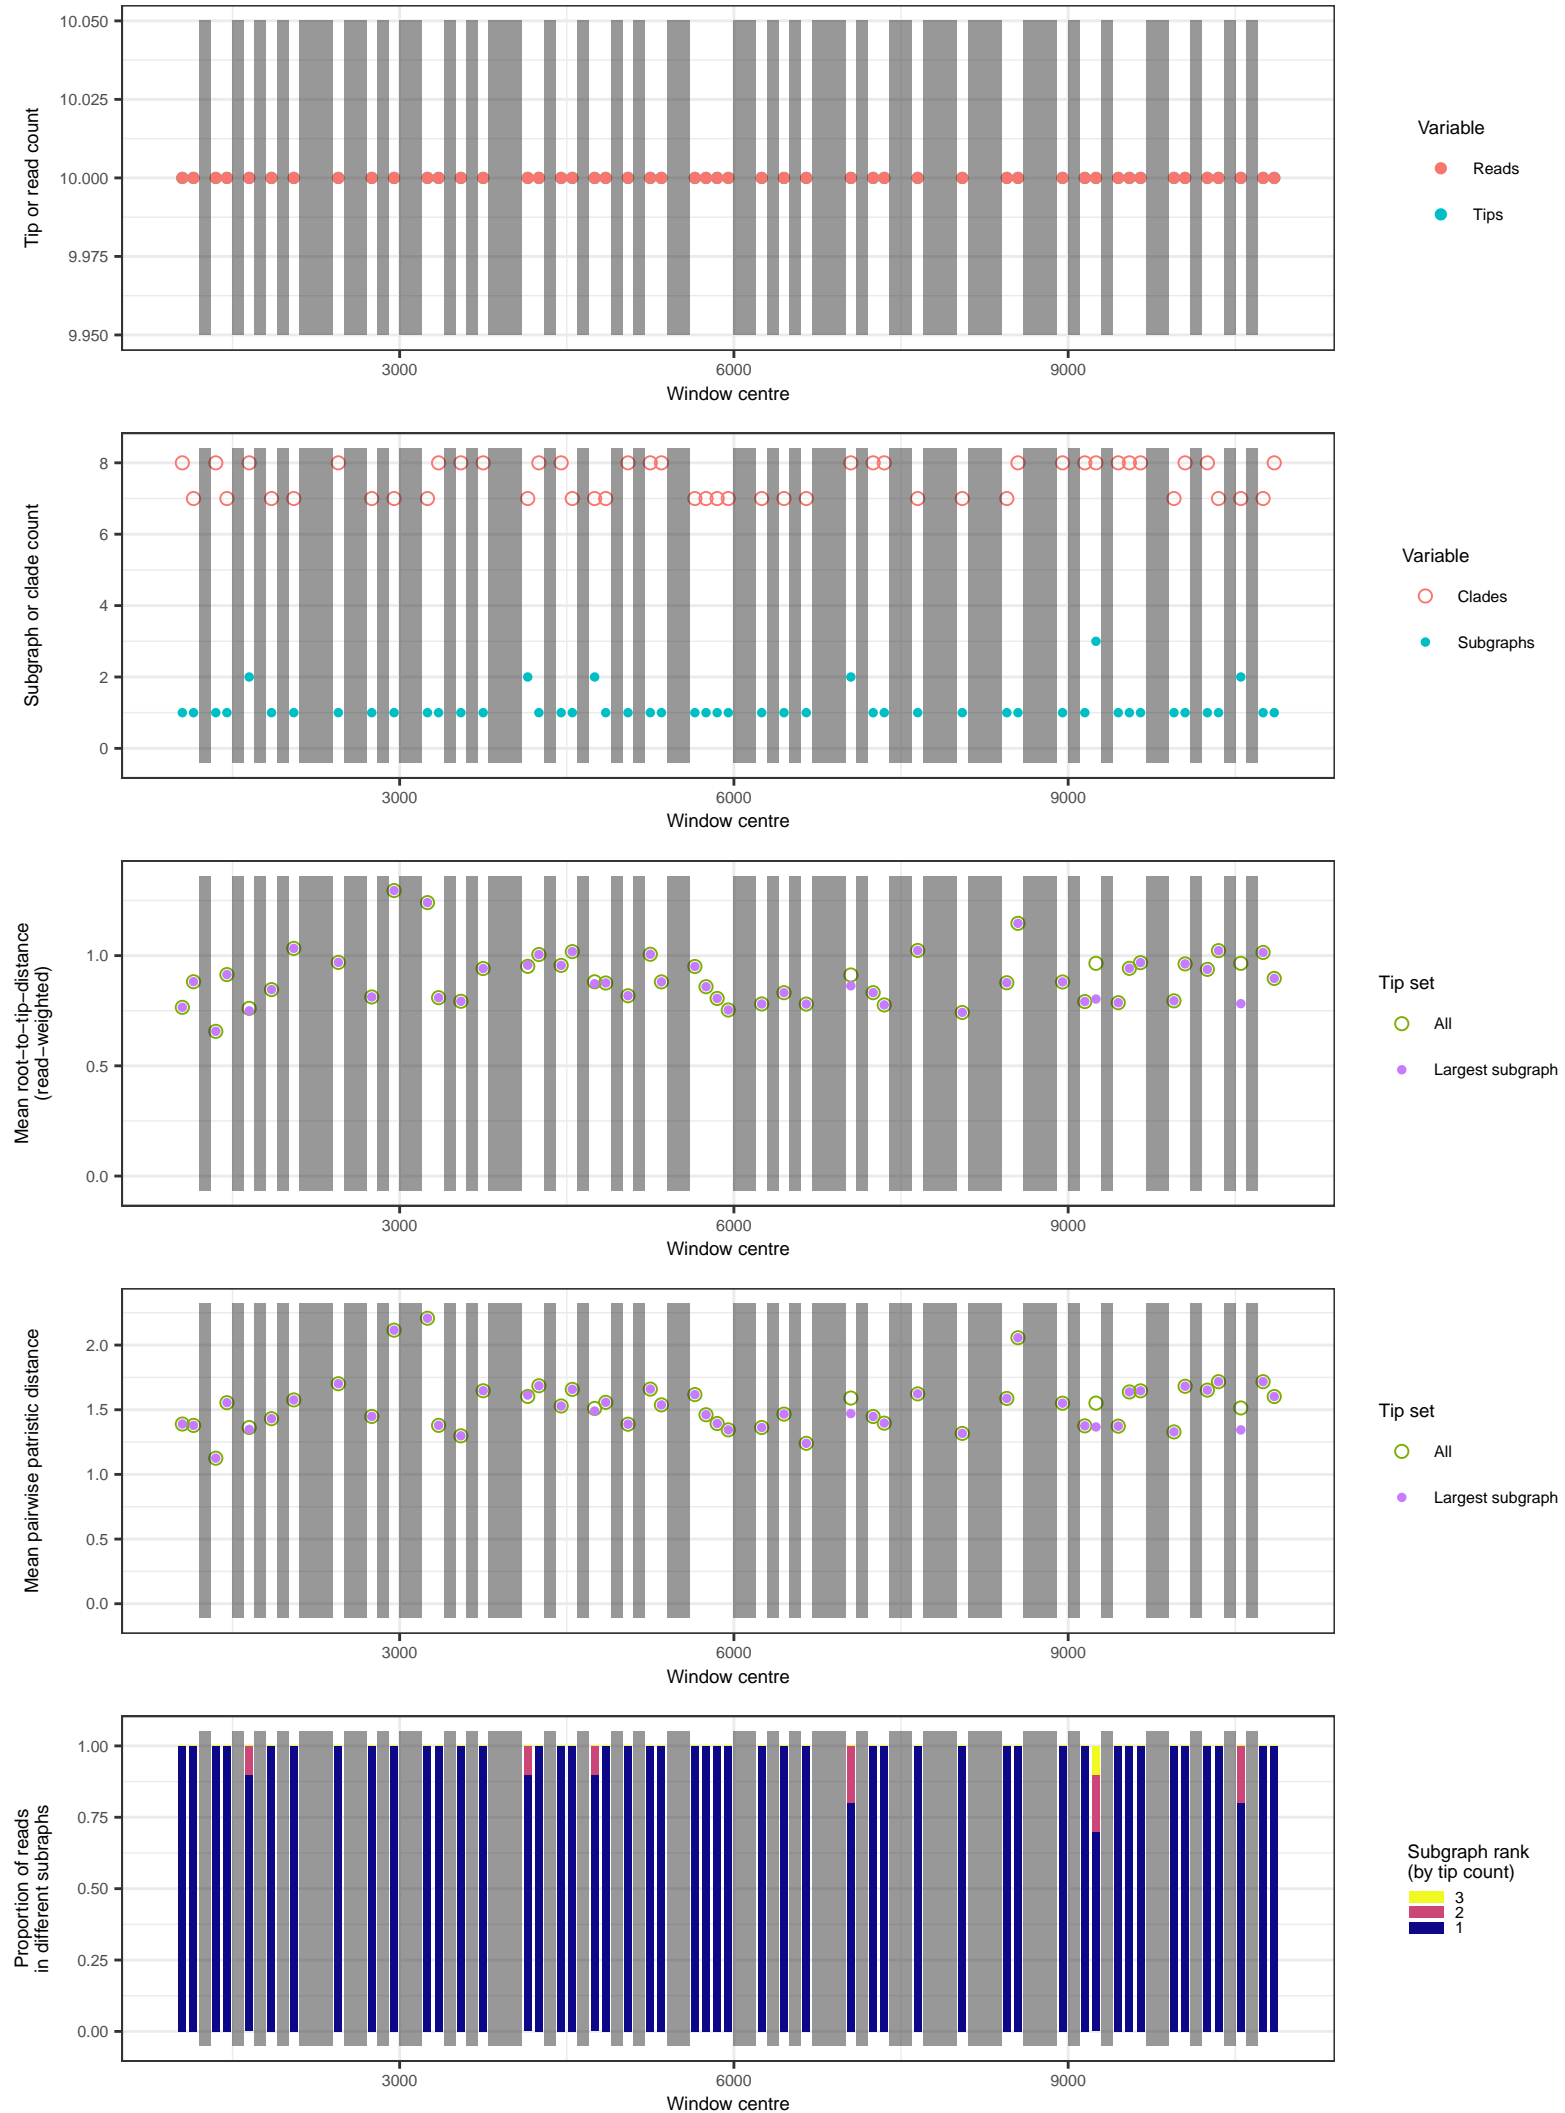 10.050
10.025
10.000
9.975
9.950
Tip or read count
3000
6000
9000
Window centre
Variable
Reads
Tips
8
6
4
2
0
Subgraph or clade count
3000
6000
9000
Window centre
Variable
Clades
Subgraphs
1.0
0.5
0.0
Mean root−to−tip−distance
(read−weighted)
3000
6000
9000
Window centre
Tip set
All
Largest subgraph
2.0
1.5
1.0
0.5
0.0
Mean pairwise patristic distance
3000
6000
9000
Window centre
Tip set
All
Largest subgraph
1.00
0.75
0.50
0.25
0.00
Proportion of reads
in different subraphs
3000
6000
9000
Window centre
Subgraph rank
(by tip count)
3
2
1